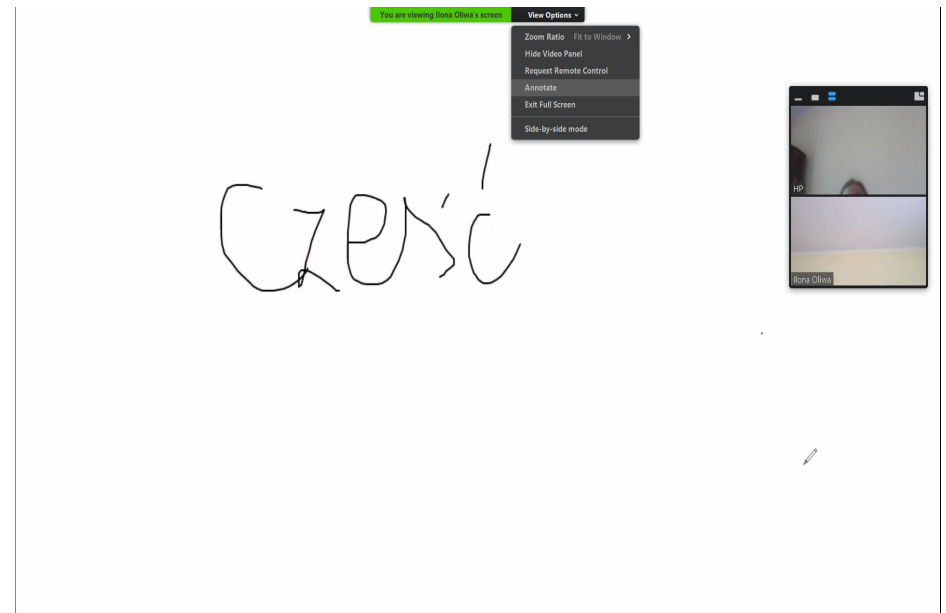 You are viewing Ilona Oliwa's screen
View Options
Zoom Ratio Fit to Window
Hide Video Panel
Request Remote Control
Annotate
Exit Full Screen
Side-by-side mode
cześć
HP
Ilona Oliwa